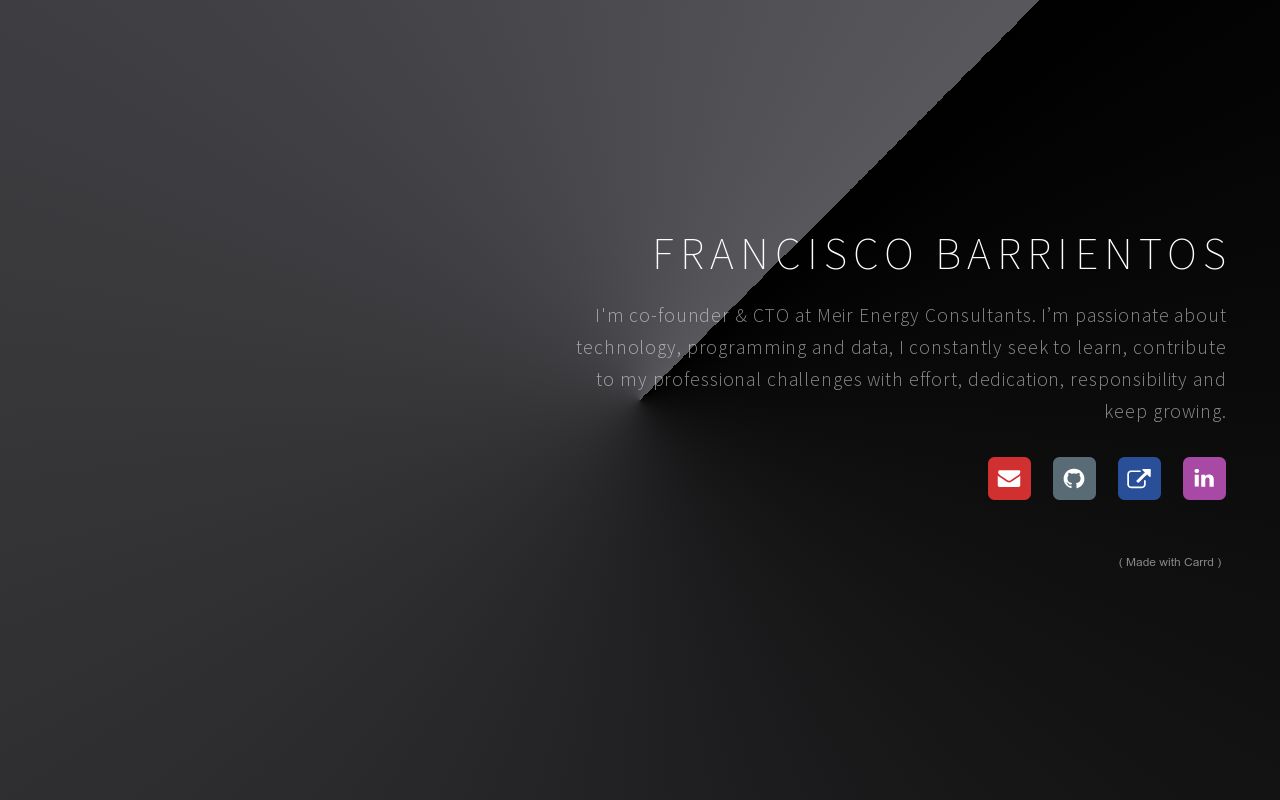 FRANCISCO BARRIENTOS
I'm co-founder & CTO at Meir Energy Consultants. I’m passionate about
technology, programming and data, I constantly seek to learn, contribute
to my professional challenges with effort, dedication, responsibility and
keep growing.
in
( Made with Carrd )